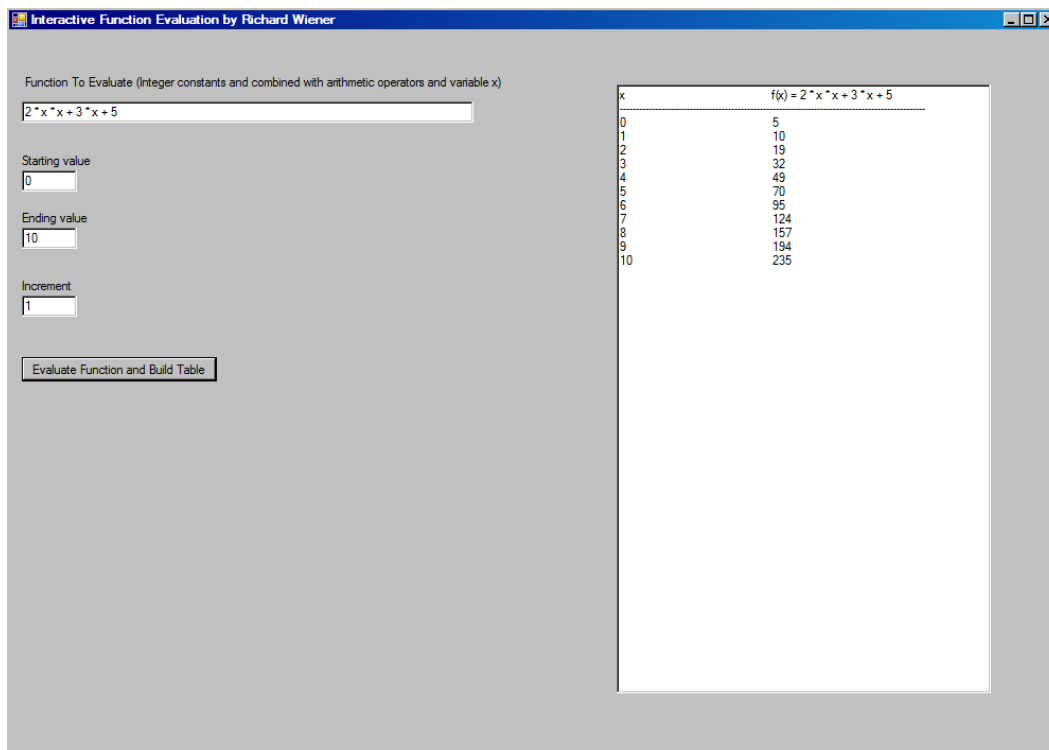 Interactive Function Evaluation by Richard Wiener
Function To Evaluate (Integer constants and combined with arithmetic operators and variable x)
2 * x * x + 3 * x + 5
Starting value
0
Ending value
10
Increment
1
Evaluate Function and Build Table
x f(x) = 2 * x * x + 3 * x + 5
0 5
1 10
2 19
3 32
4 49
5 70
6 95
7 124
8 157
9 194
10 235